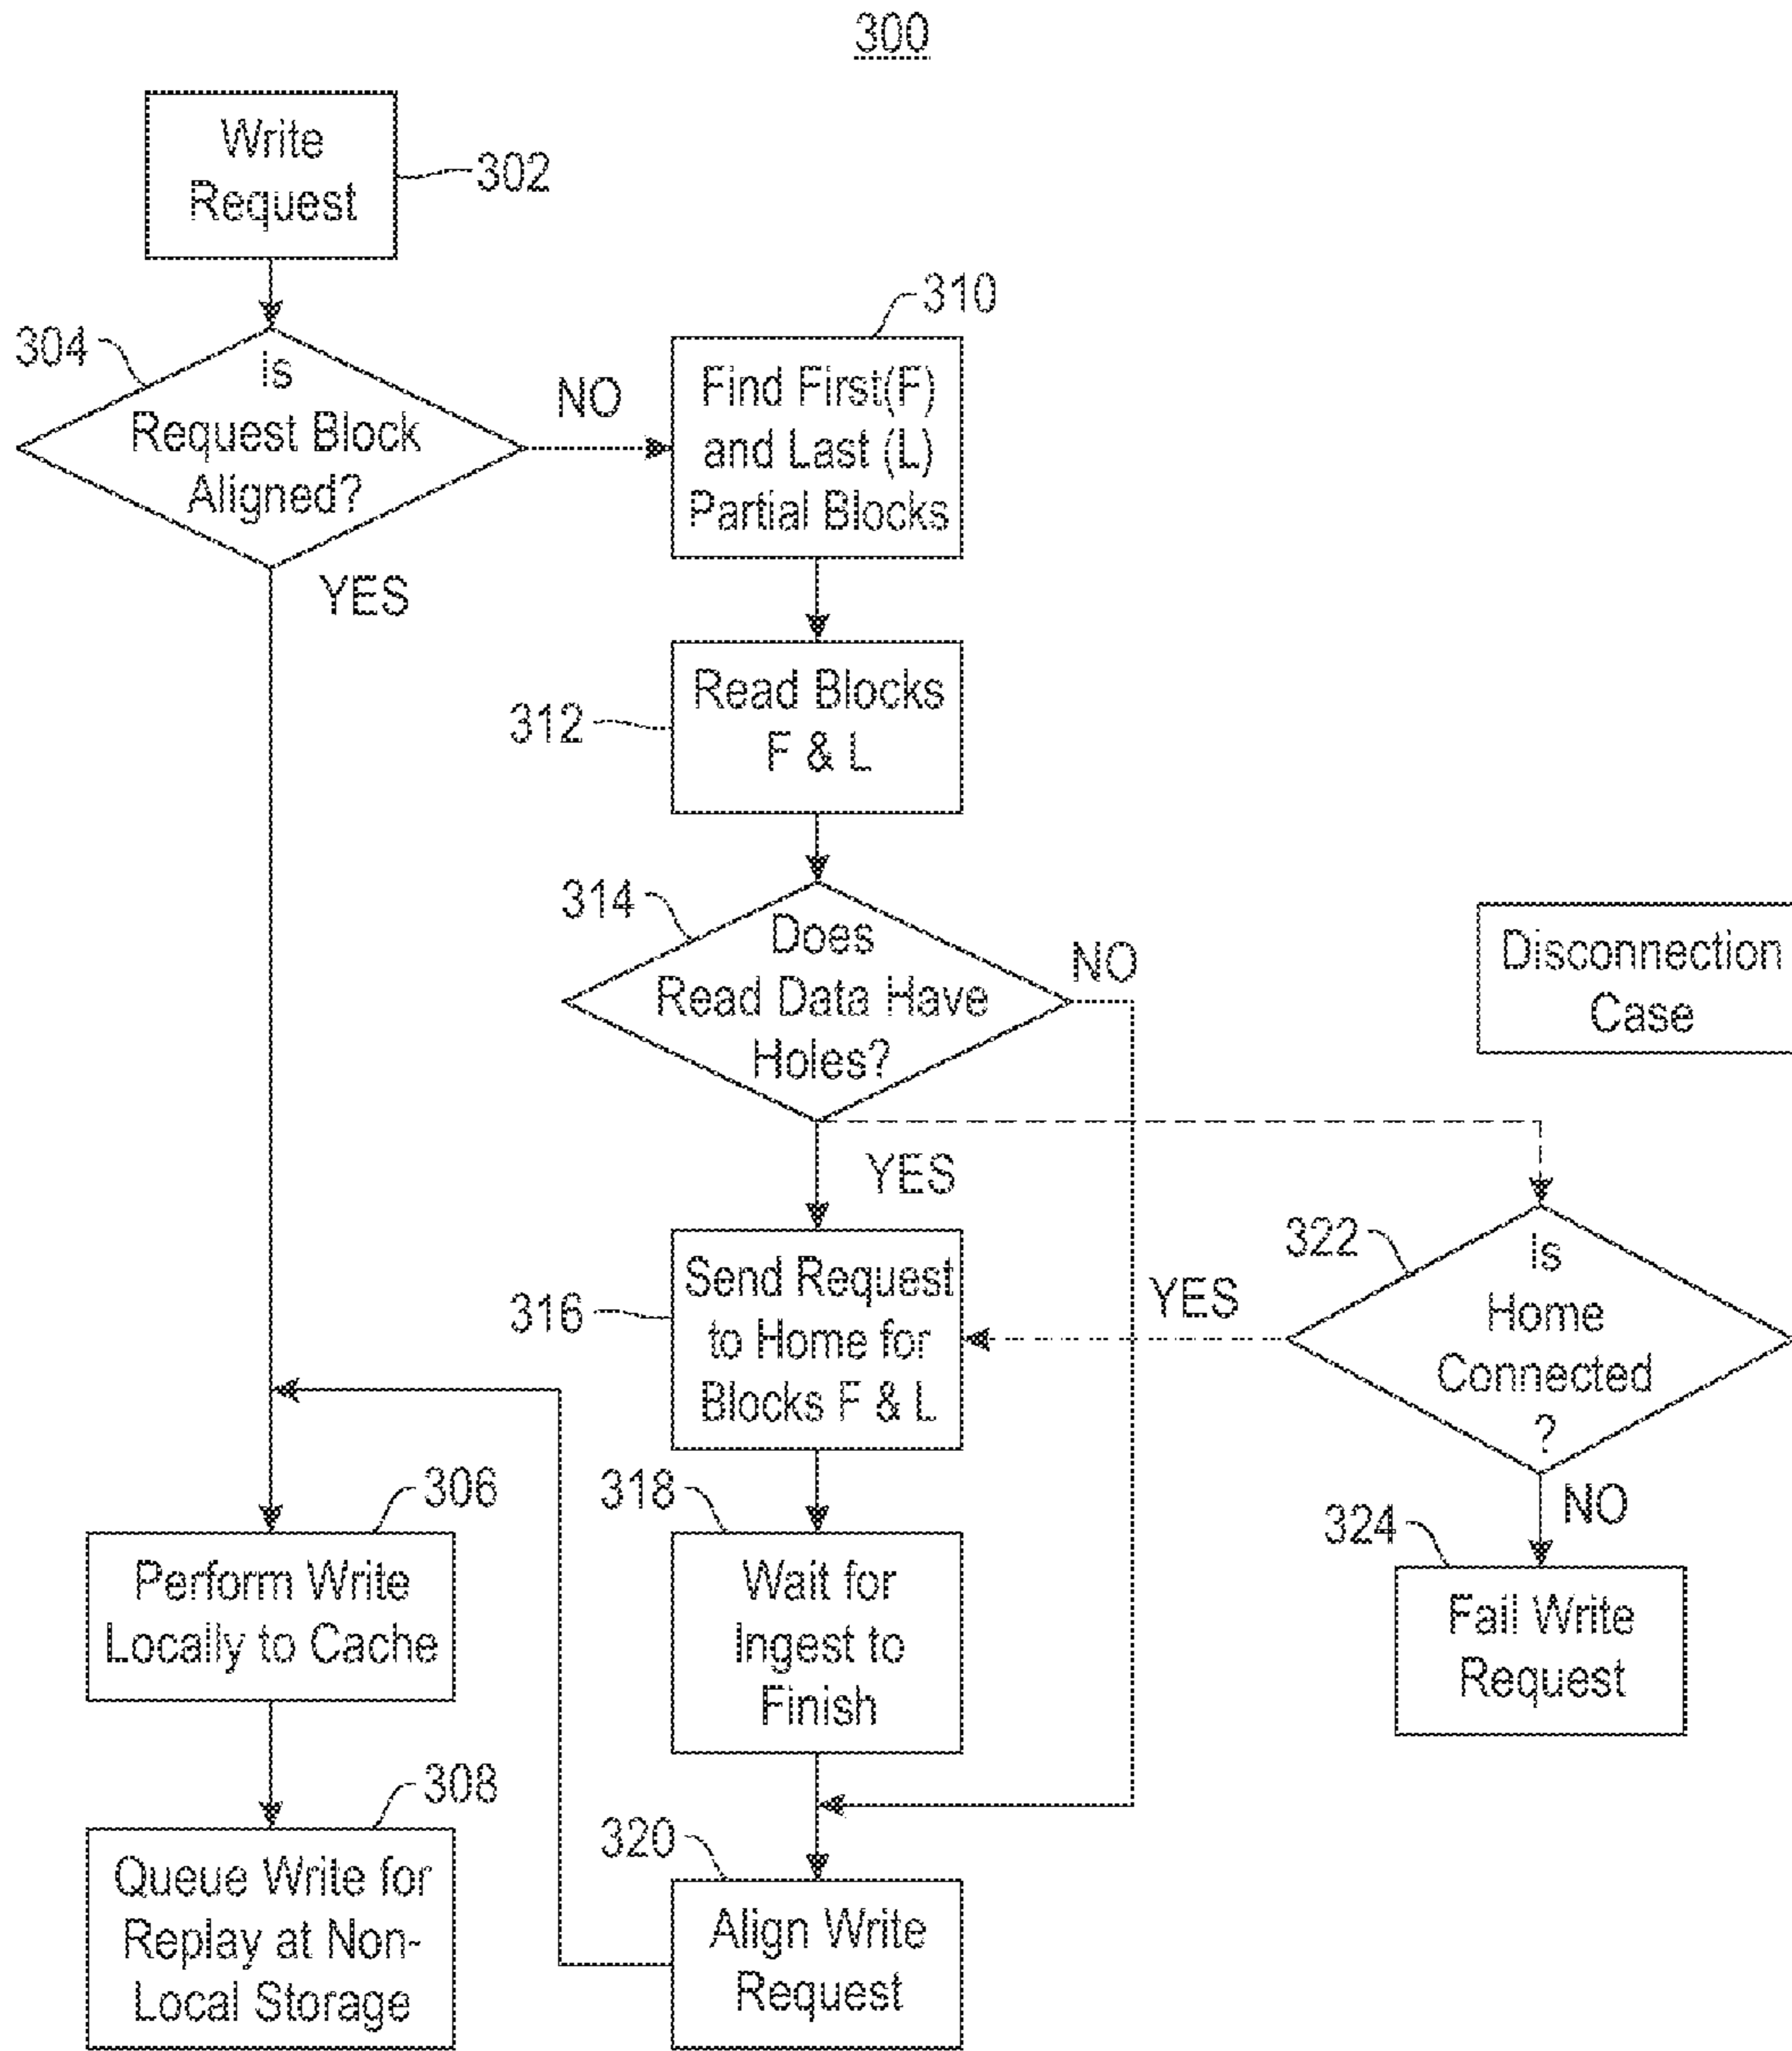 300
Write
Request
302
304
Is
Request Block
Aligned?
NO
YES
310
Find First(F)
and Last (L)
Partial Blocks
312
Read Blocks
F & L
314
Does
Read Data Have
Holes?
NO
YES
Disconnection
Case
316
Send Request
to Home for
Blocks F & L
YES
322
Is
Home
Connected
?
NO
324
Fail Write
Request
306
Perform Write
Locally to Cache
318
Wait for
Ingest to
Finish
308
Queue Write for
Replay at Non-
Local Storage
320
Align Write
Request